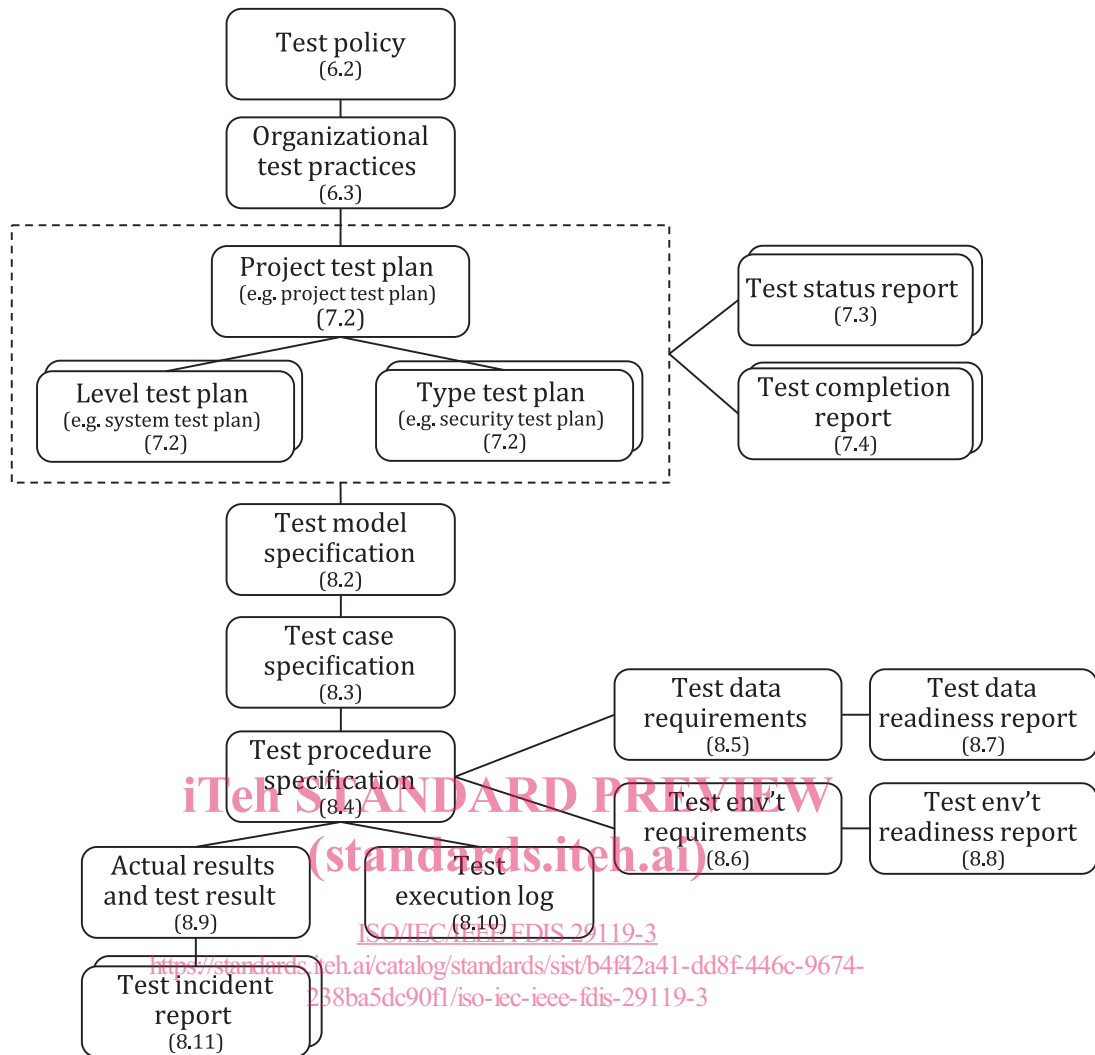 Test policy
(6.2)
Organizational
test practices
(6.3)
Project test plan
(e.g. project test plan)
(7.2)
Level test plan
(e.g. system test plan)
(7.2)
Type test plan
(e.g. security test plan)
(7.2)
Test status report
(7.3)
Test completion
report
(7.4)
Test model
specification
(8.2)
Test case
specification
(8.3)
Test procedure
specification
(8.4)
Test data
requirements
(8.5)
Test data
readiness report
(8.7)
Test env't
requirements
(8.6)
Test env't
readiness report
(8.8)
iTeh STANDARD PREVIEW
(standards.iteh.ai)
Actual results
and test result
(8.9)
Test
execution log
(8.10)
ISO/IEC/IEEE FDIS 29119-3
https://standards.iteh.ai/catalog/standards/sist/b4f42a41-dd8f-446c-9674-
238ba5dc90f1/iso-iec-ieee-fdis-29119-3
Test incident
report
(8.11)